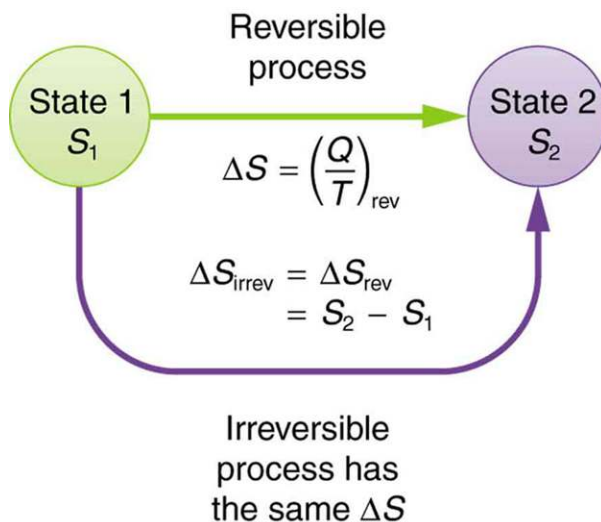 Reversible
process
State 1
S₁
State 2
S₂
ΔS = (Q/T)rev
ΔSirrev = ΔSrev
= S₂ − S₁
Irreversible
process has
the same ΔS